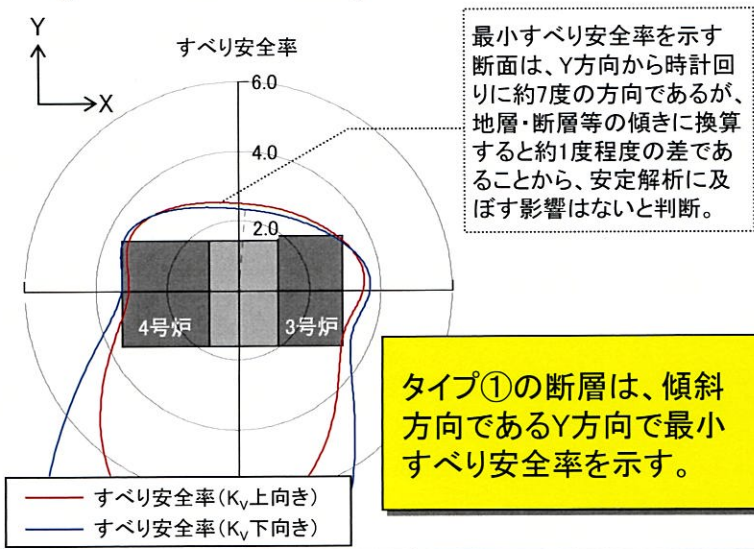 Y
X
すべり安全率
6.0
4.0
2.0
最小すべり安全率を示す
断面は、Y方向から時計回
りに約7度の方向であるが、
地層・断層等の傾きに換算
すると約1度程度の差であ
ることから、安定解析に及
ぼす影響はないと判断。
4号炉
3号炉
タイプ①の断層は、傾斜
方向であるY方向で最小
すべり安全率を示す。
すべり安全率(KV上向き)
すべり安全率(KV下向き)